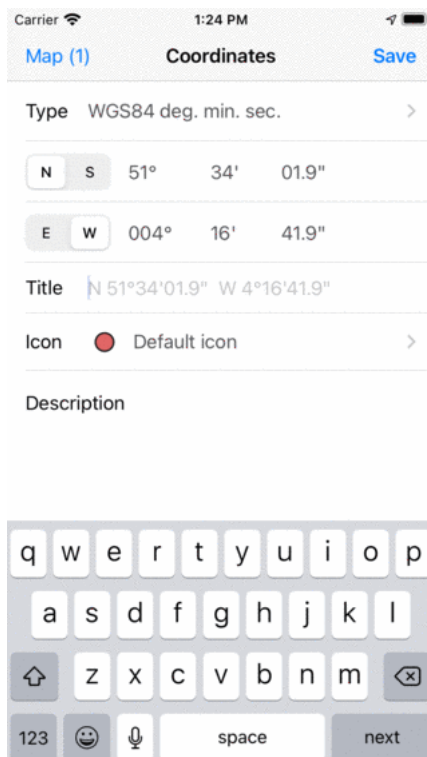 Carrier 1:24 PM
Map (1) Coordinates Save
Type WGS84 deg. min. sec.
N S 51° 34' 01.9"
E W 004° 16' 41.9"
Title N 51°34'01.9" W 4°16'41.9"
Icon Default icon
Description
q w e r t y u i o p
a s d f g h j k l
z x c v b n m
123 space next